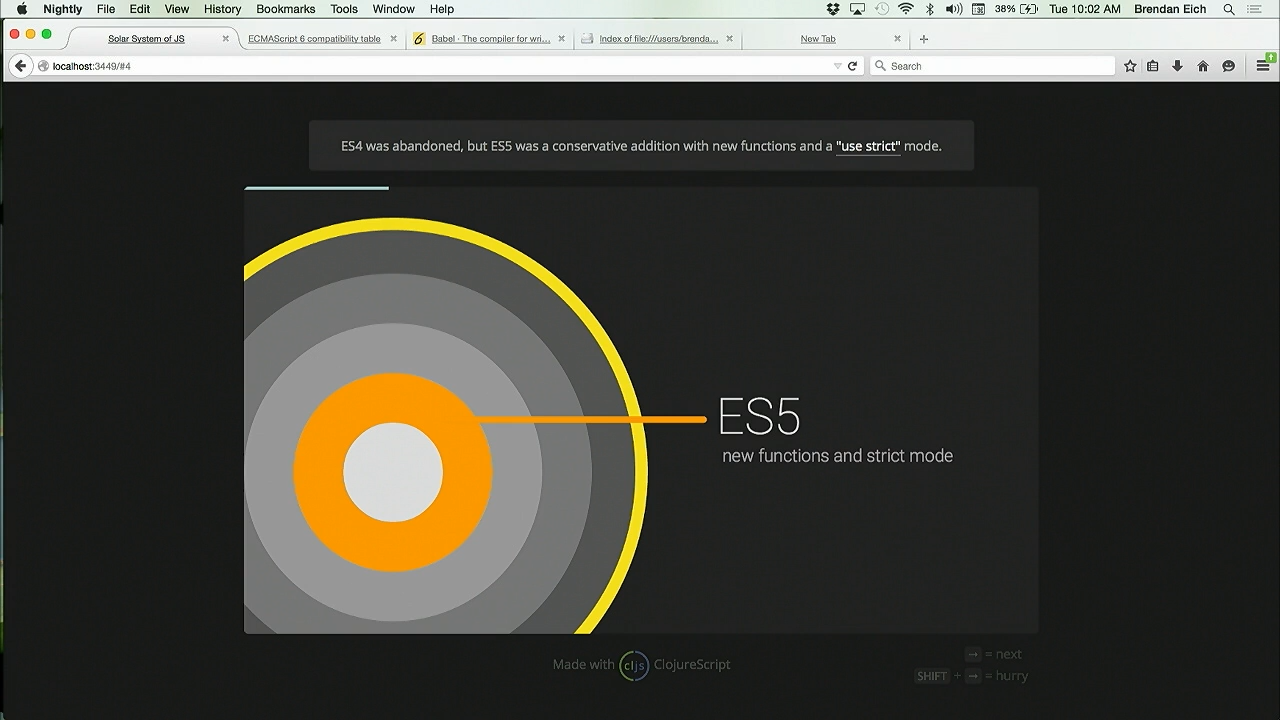 Nightly File Edit View History Bookmarks Tools Window Help 38% Tue 10:02 AM Brendan Eich
Solar System of JS
ECMAScript 6 compatibility table
6 Babel · The compiler for wri...
Index of file:///users/brenda...
New Tab
localhost:3449/#4
Search
ES4 was abandoned, but ES5 was a conservative addition with new functions and a "use strict" mode.
ES5
new functions and strict mode
Made with cljs ClojureScript
→ = next
SHIFT + → = hurry